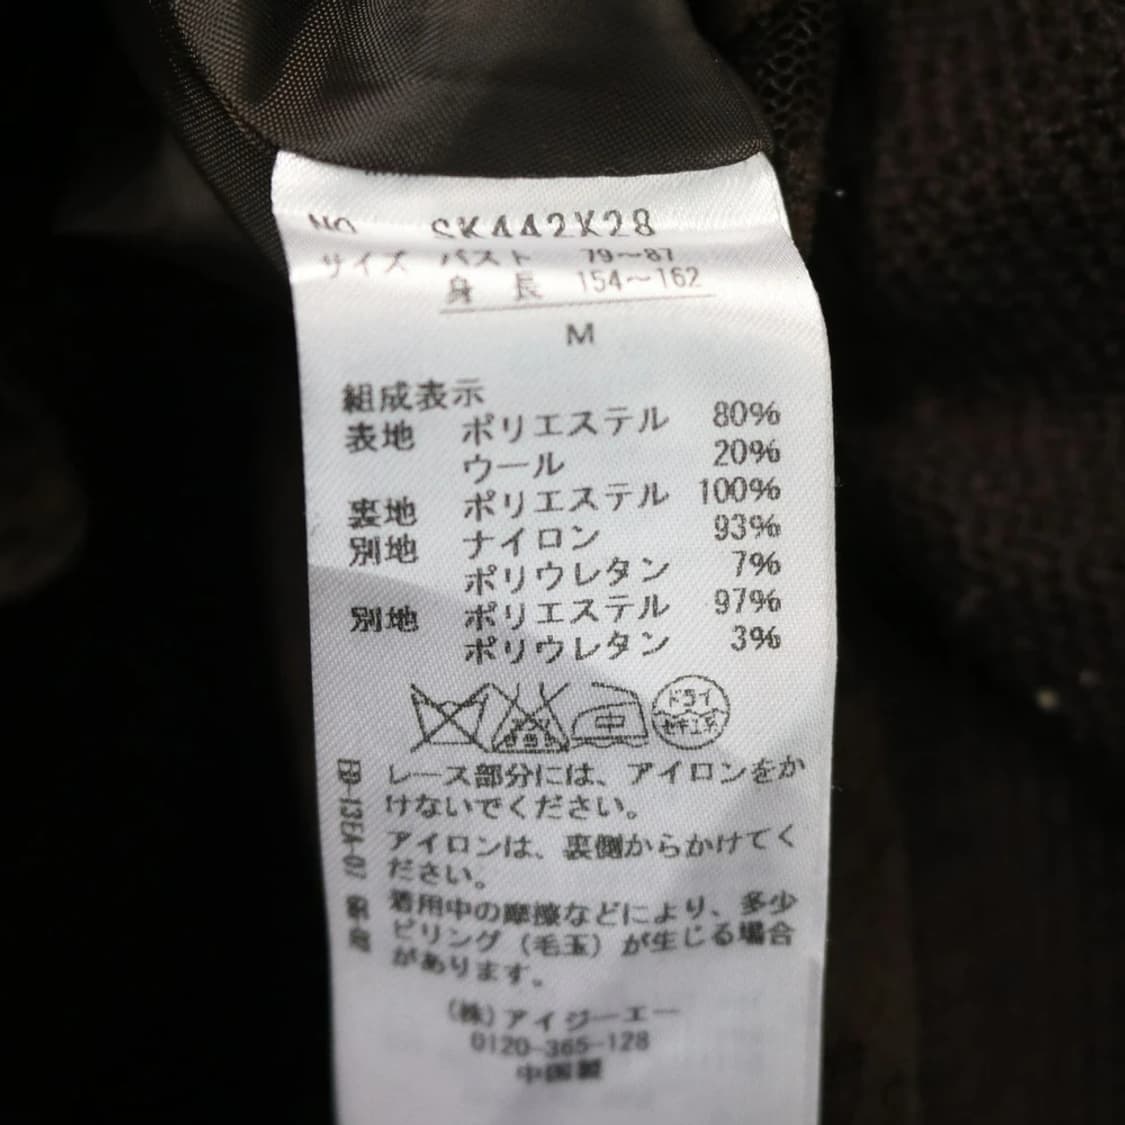 NO. SK442K28
サイズ バスト 79～87
身長 154～162
M
組成表示
表地 ポリエステル 80%
ウール 20%
裏地 ポリエステル 100%
別地 ナイロン 93%
ポリウレタン 7%
別地 ポリエステル 97%
ポリウレタン 3%
中 ドライ
セキユ系
レース部分には、アイロンをか
けないでください。
アイロンは、裏側からかけてく
ださい。
着用中の摩擦などにより、多少
ピリング（毛玉）が生じる場合
があります。
(株)アイジーエー
0120-365-128
中国製